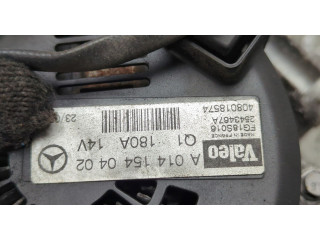 Valeo
MADE IN FRANCE
FG18S016
2543467A
408018574
A 014 154 04 02
Q1 180A 14V